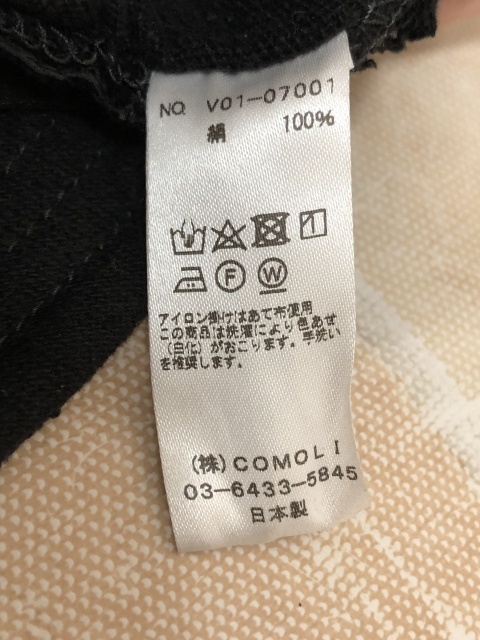 NO. V01-07001
絹 100%
F W
アイロン掛けはあて布使用
この商品は洗濯により色あせ
(白化)がおこります。手洗い
を推奨します。
(株)COMOLI
03-6433-5845
日本製